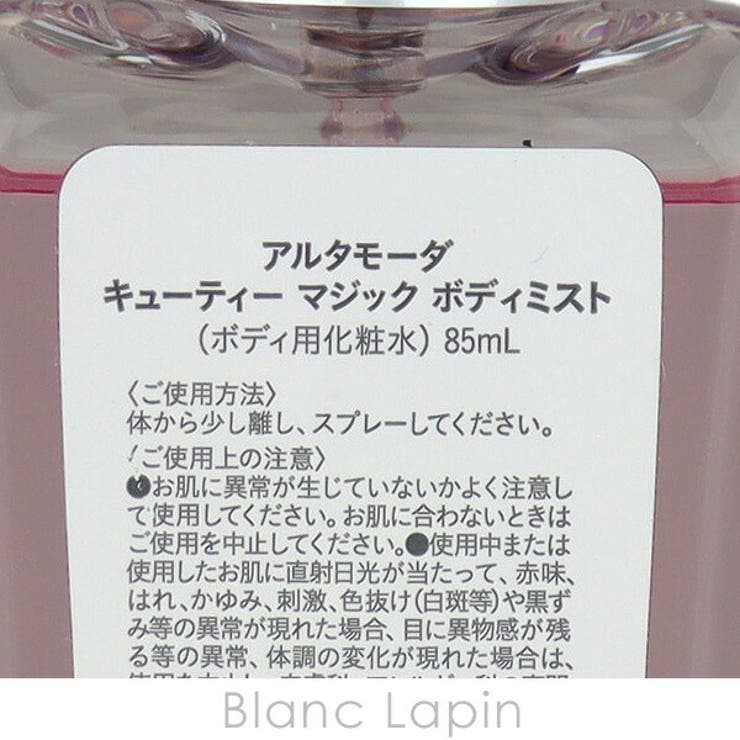 アルタモーダ
キューティー マジック ボディミスト
(ボディ用化粧水) 85mL
〈ご使用方法〉
体から少し離し、スプレーしてください。
〈ご使用上の注意〉
●お肌に異常が生じていないかよく注意し
て使用してください。お肌に合わないときは
ご使用を中止してください。●使用中または
使用したお肌に直射日光が当たって、赤味、
はれ、かゆみ、刺激、色抜け(白斑等)や黒ず
み等の異常が現れた場合、目に異物感が残
る等の異常、体調の変化が現れた場合は、
Blanc Lapin